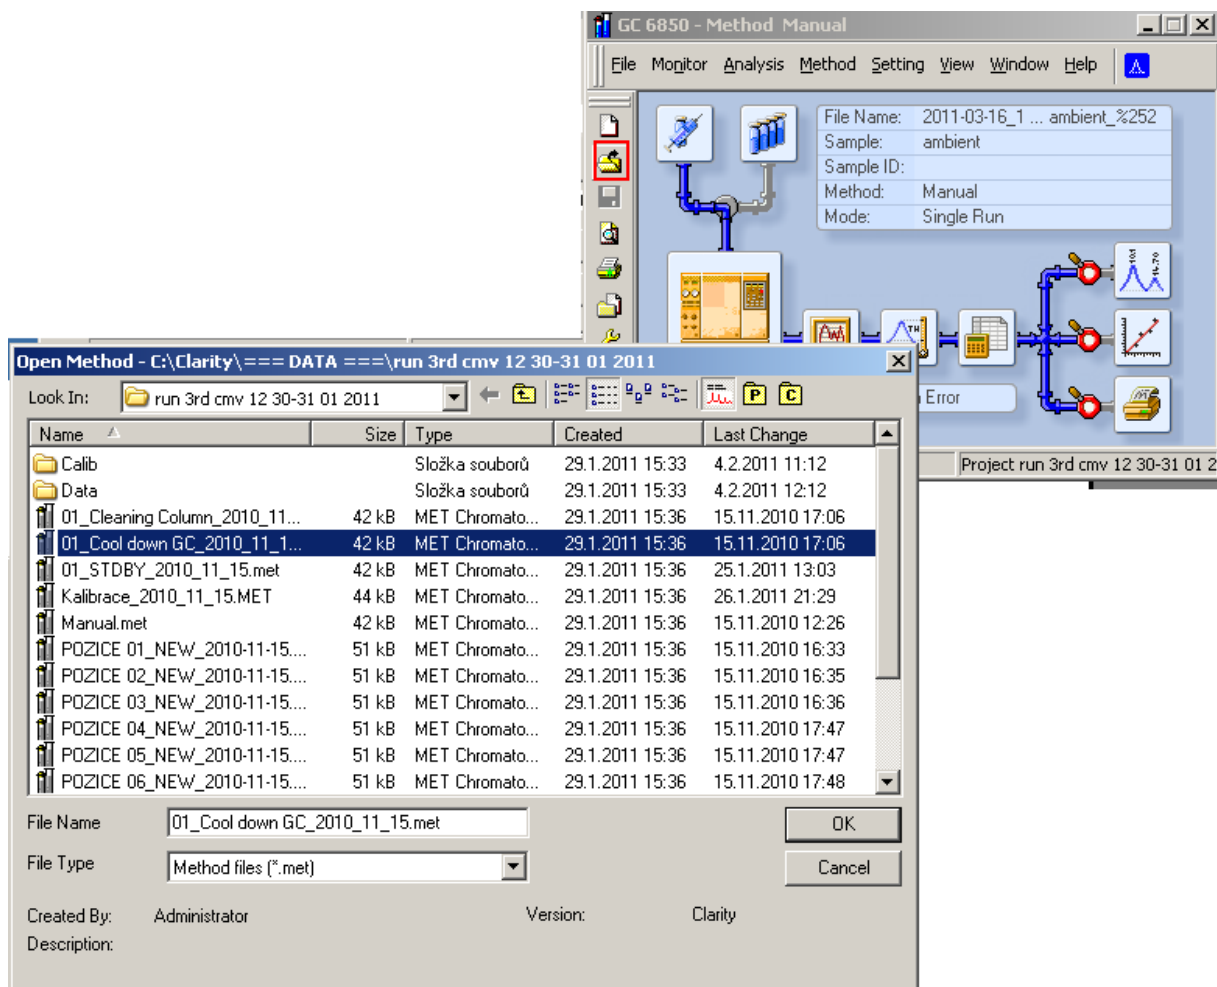 GC 6850 - Method Manual
File Monitor Analysis Method Setting View Window Help
File Name: 2011-03-16_1 ... ambient_%252
Sample: ambient
Sample ID:
Method: Manual
Mode: Single Run
Error
Project run 3rd cmv 12 30-31 01 2
Open Method - C:\Clarity\=== DATA ===\run 3rd cmv 12 30-31 01 2011
Look In: run 3rd cmv 12 30-31 01 2011
P C
Name Size Type Created Last Change
Calib Složka souborů 29.1.2011 15:33 4.2.2011 11:12
Data Složka souborů 29.1.2011 15:33 4.2.2011 12:12
01_Cleaning Column_2010_11... 42 kB MET Chromato... 29.1.2011 15:36 15.11.2010 17:06
01_Cool down GC_2010_11_1... 42 kB MET Chromato... 29.1.2011 15:36 15.11.2010 17:06
01_STDBY_2010_11_15.met 42 kB MET Chromato... 29.1.2011 15:36 25.1.2011 13:03
Kalibrace_2010_11_15.MET 44 kB MET Chromato... 29.1.2011 15:36 26.1.2011 21:29
Manual.met 42 kB MET Chromato... 29.1.2011 15:36 15.11.2010 12:26
POZICE 01_NEW_2010-11-15.... 51 kB MET Chromato... 29.1.2011 15:36 15.11.2010 16:33
POZICE 02_NEW_2010-11-15.... 51 kB MET Chromato... 29.1.2011 15:36 15.11.2010 16:35
POZICE 03_NEW_2010-11-15.... 51 kB MET Chromato... 29.1.2011 15:36 15.11.2010 16:36
POZICE 04_NEW_2010-11-15.... 51 kB MET Chromato... 29.1.2011 15:36 15.11.2010 17:47
POZICE 05_NEW_2010-11-15.... 51 kB MET Chromato... 29.1.2011 15:36 15.11.2010 17:47
POZICE 06_NEW_2010-11-15.... 51 kB MET Chromato... 29.1.2011 15:36 15.11.2010 17:48
File Name 01_Cool down GC_2010_11_15.met OK
File Type Method files (*.met) Cancel
Created By: Administrator Version: Clarity
Description: